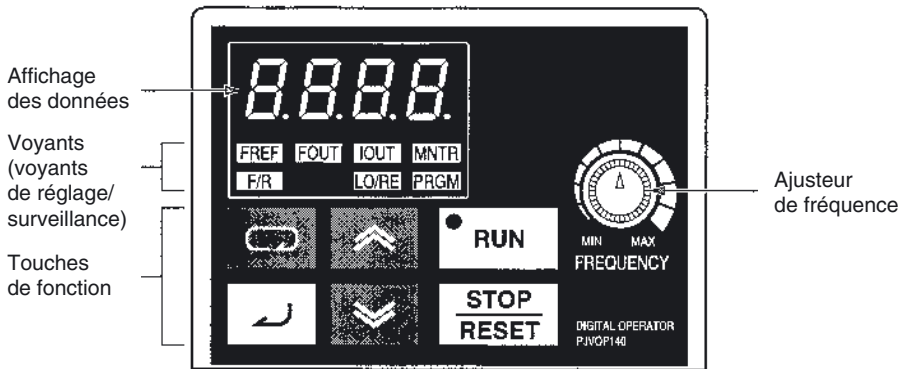 Affichage
des données
8.8.8.8.
Voyants
(voyants
de réglage/
surveillance)
FREF FOUT IOUT MNTR
F/R LO/RE PRGM
Touches
de fonction
RUN
STOP
RESET
MIN MAX
FREQUENCY
DIGITAL OPERATOR
PJVOP140
Ajusteur
de fréquence